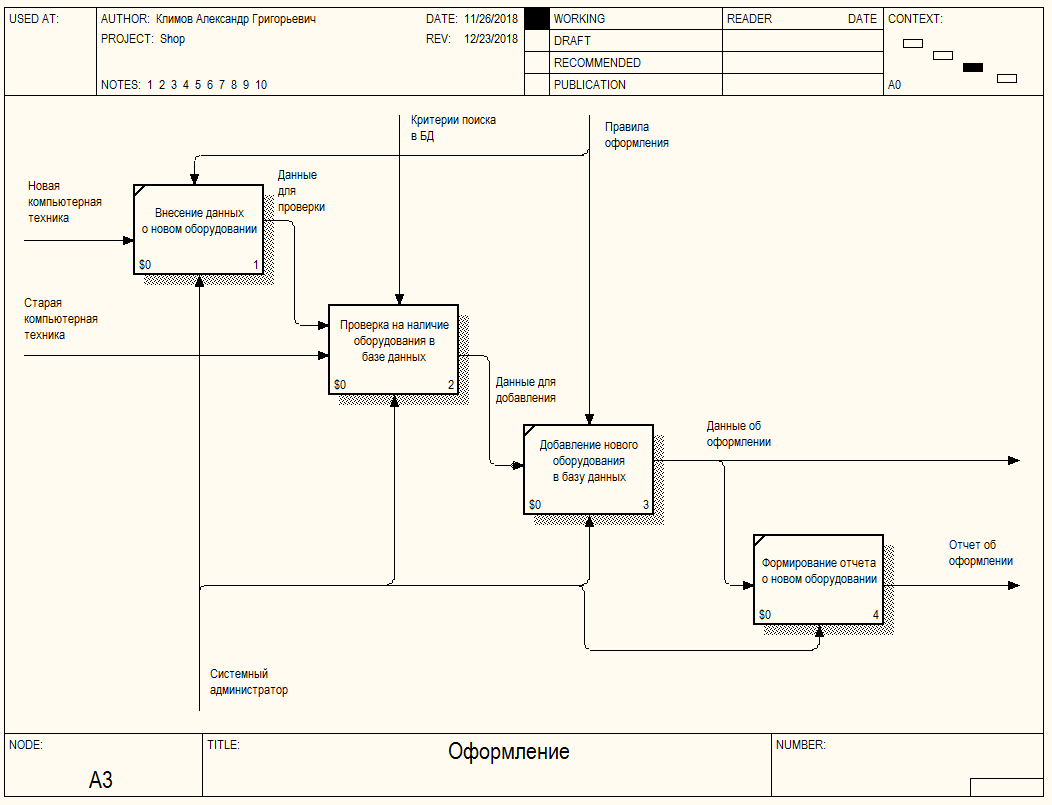 USED AT:
AUTHOR: Климов Александр Григорьевич
DATE: 11/26/2018
PROJECT: Shop
REV: 12/23/2018
NOTES: 1 2 3 4 5 6 7 8 9 10
WORKING
DRAFT
RECOMMENDED
PUBLICATION
READER
DATE
CONTEXT:
A0
Критерии поиска
в БД
Правила
оформления
Данные
для
проверки
Новая
компьютерная
техника
Внесение данных
о новом оборудовании
$0
1
Старая
компьютерная
техника
Проверка на наличие
оборудования в
базе данных
$0
2
Данные для
добавления
Добавление нового
оборудования
в базу данных
$0
3
Данные об
оформлении
Формирование отчета
о новом оборудовании
$0
4
Отчет об
оформлении
Системный
администратор
NODE:
A3
TITLE:
Оформление
NUMBER: